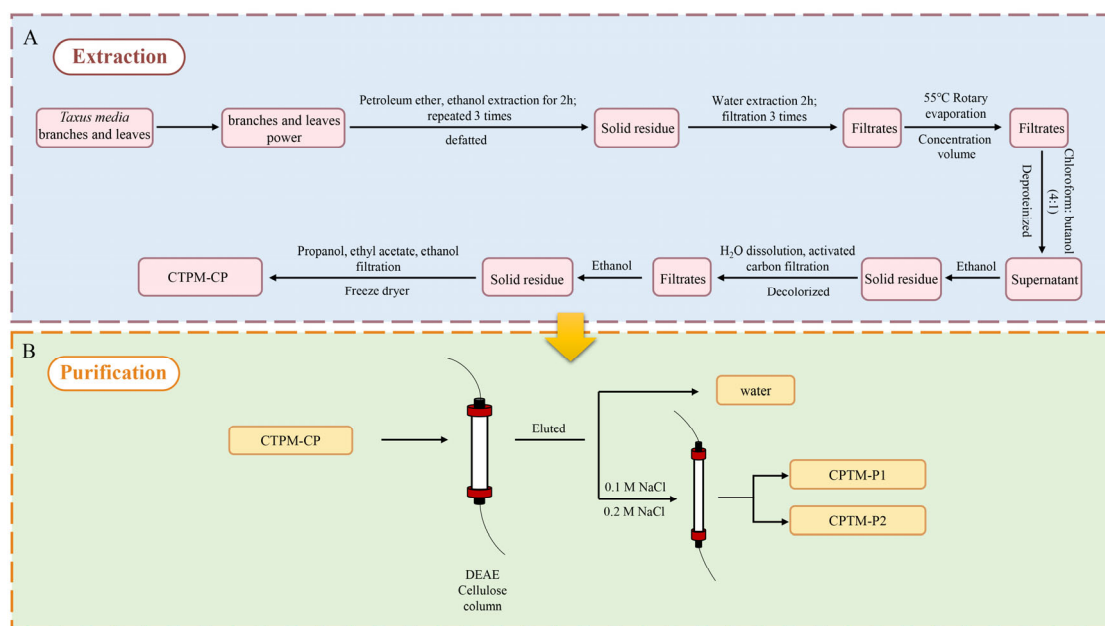 A
Extraction
Taxus media
branches and leaves
branches and leaves
power
Petroleum ether, ethanol extraction for 2h;
repeated 3 times
defatted
Solid residue
Water extraction 2h;
filtration 3 times
Filtrates
55℃ Rotary
evaporation
Concentration
volume
Filtrates
Chloroform: butanol
(4:1)
Deproteinized
Supernatant
Ethanol
Solid residue
H₂O dissolution, activated
carbon filtration
Decolorized
Filtrates
Ethanol
Solid residue
Propanol, ethyl acetate, ethanol
filtration
Freeze dryer
CTPM-CP
B
Purification
CTPM-CP
DEAE
Cellulose
column
Eluted
water
0.1 M NaCl
0.2 M NaCl
CPTM-P1
CPTM-P2